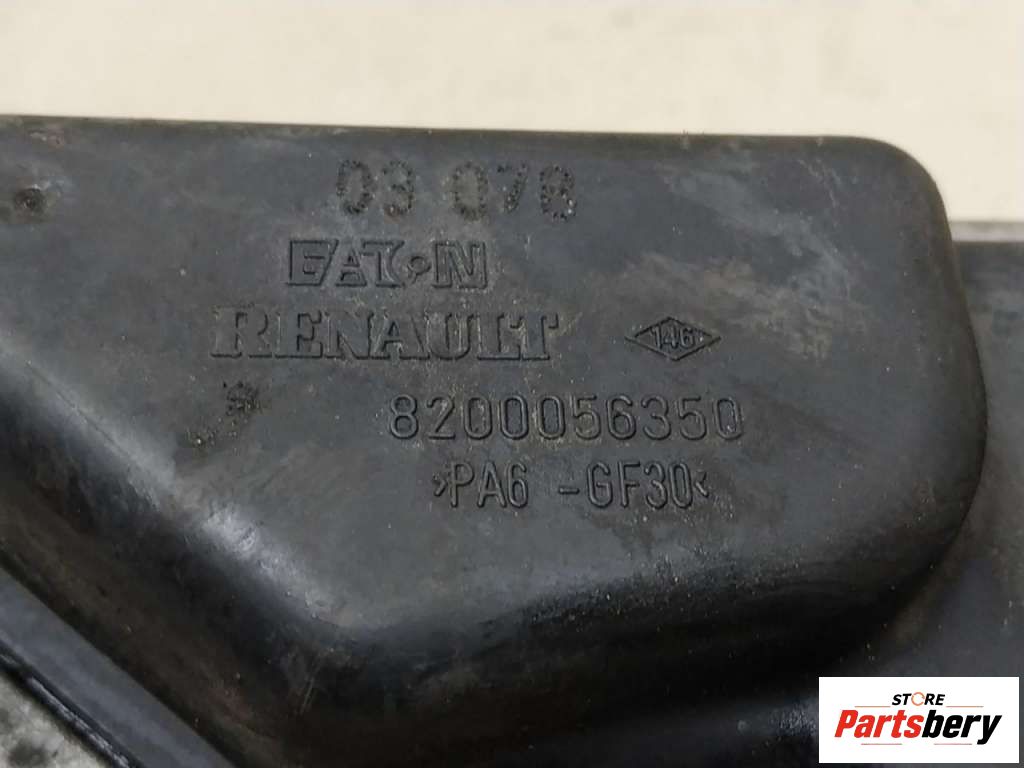 03 078
EATON
RENAULT
146
8200056350
>PA6 -GF30<
STORE
Partsbery